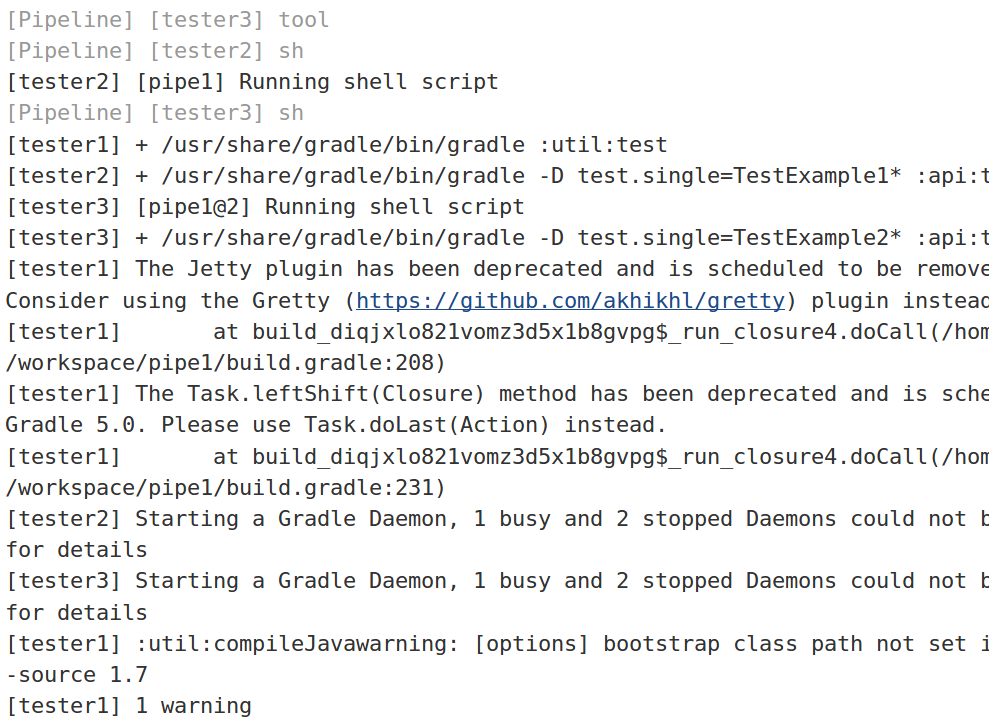 [Pipeline] [tester3] tool
[Pipeline] [tester2] sh
[tester2] [pipe1] Running shell script
[Pipeline] [tester3] sh
[tester1] + /usr/share/gradle/bin/gradle :util:test
[tester2] + /usr/share/gradle/bin/gradle -D test.single=TestExample1* :api:t
[tester3] [pipe1@2] Running shell script
[tester3] + /usr/share/gradle/bin/gradle -D test.single=TestExample2* :api:t
[tester1] The Jetty plugin has been deprecated and is scheduled to be remove
Consider using the Gretty (https://github.com/akhikhl/gretty) plugin instead
[tester1]       at build_diqjxlo821vomz3d5x1b8gvpg$_run_closure4.doCall(/hom
/workspace/pipe1/build.gradle:208)
[tester1] The Task.leftShift(Closure) method has been deprecated and is sche
Gradle 5.0. Please use Task.doLast(Action) instead.
[tester1]       at build_diqjxlo821vomz3d5x1b8gvpg$_run_closure4.doCall(/hom
/workspace/pipe1/build.gradle:231)
[tester2] Starting a Gradle Daemon, 1 busy and 2 stopped Daemons could not b
for details
[tester3] Starting a Gradle Daemon, 1 busy and 2 stopped Daemons could not b
for details
[tester1] :util:compileJavawarning: [options] bootstrap class path not set i
-source 1.7
[tester1] 1 warning